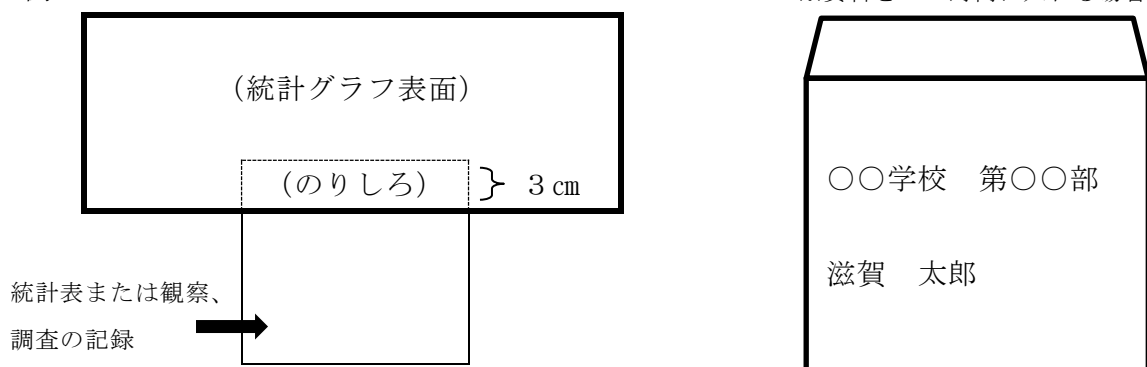 (統計グラフ表面)
(のりしろ)
3㎝
統計表または観察、
調査の記録
○○学校 第○○部
滋賀 太郎